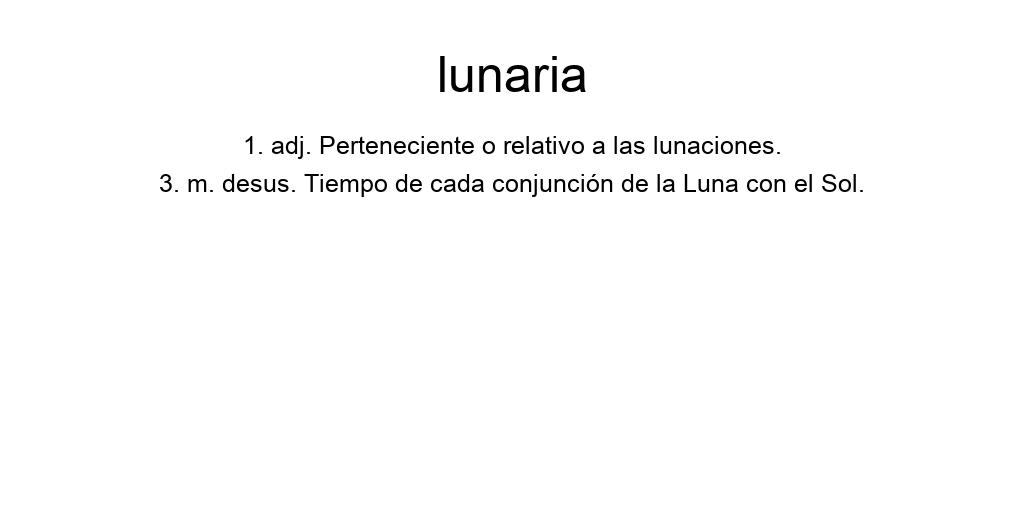 lunaria
1. adj. Perteneciente o relativo a las lunaciones.
3. m. desus. Tiempo de cada conjunción de la Luna con el Sol.